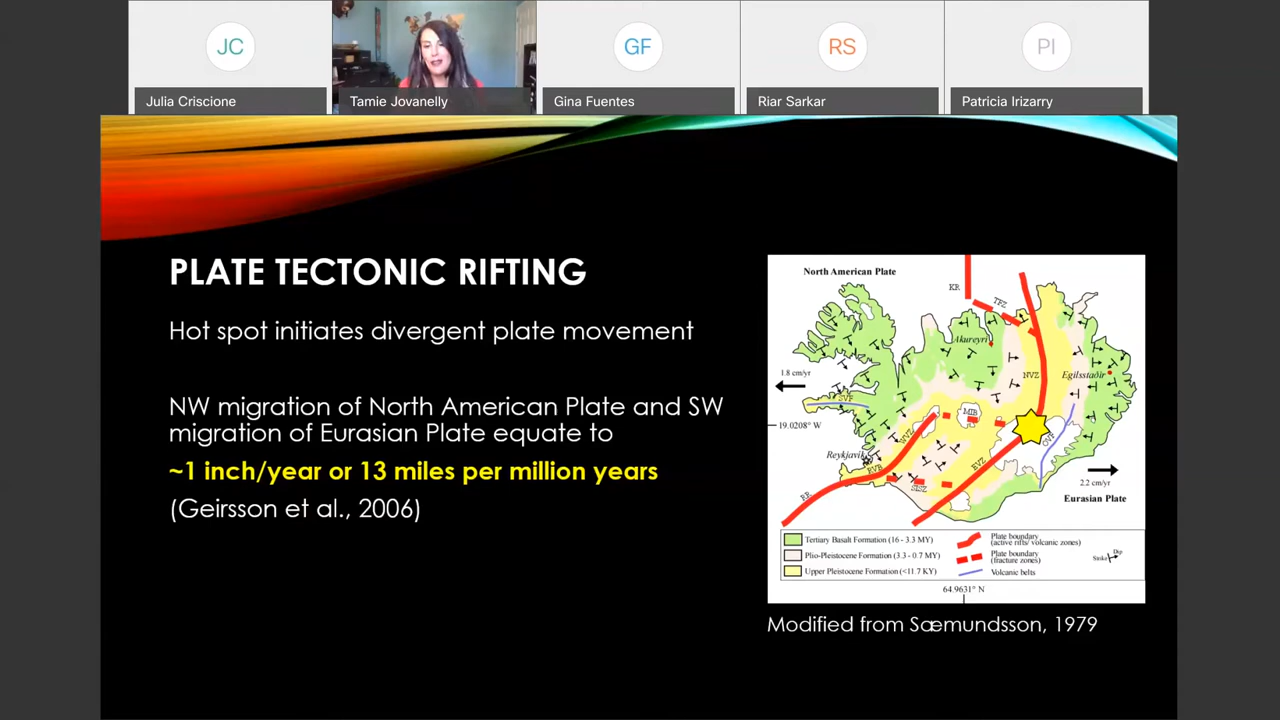 JC
GF
RS
PI
Julia Criscione
Tamie Jovanelly
Gina Fuentes
Riar Sarkar
Patricia Irizarry
PLATE TECTONIC RIFTING
Hot spot initiates divergent plate movement
NW migration of North American Plate and SW
migration of Eurasian Plate equate to
~1 inch/year or 13 miles per million years
(Geirsson et al., 2006)
North American Plate
KR
TFZ
Akureyri
NVZ
Egilsstaðir
1.8 cm/yr
SVF
19.0208° W
MIB
WVZ
OVF
Reykjavik
RVB
EVZ
SISZ
RR
2.2 cm/yr
Eurasian Plate
Tertiary Basalt Formation (16 - 3.3 MY)
Plio-Pleistocene Formation (3.3 - 0.7 MY)
Upper Pleistocene Formation (<11.7 KY)
Plate boundary
(active rifts/ volcanic zones)
Plate boundary
(fracture zones)
Volcanic belts
Strike
Dip
64.9631° N
Modified from Sæmundsson, 1979